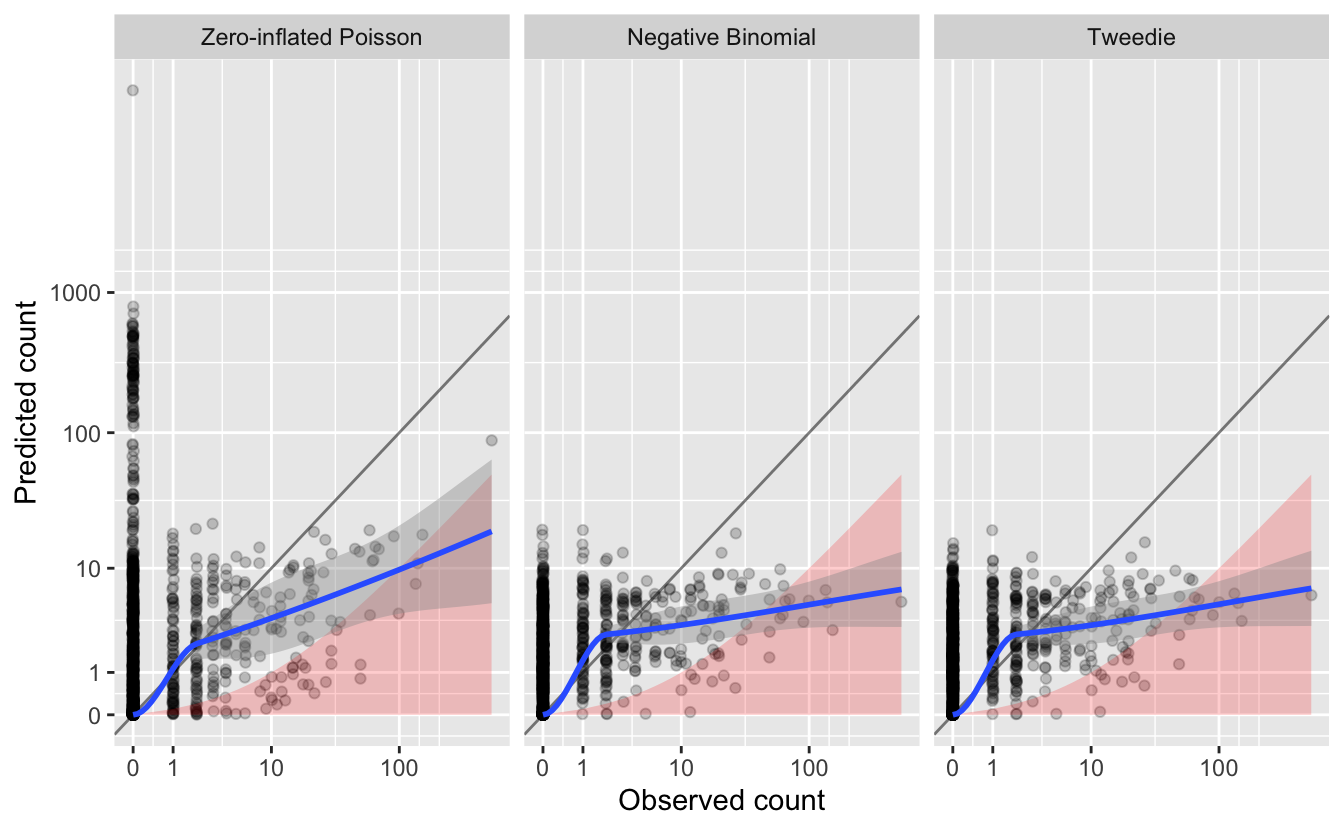 Zero-inflated Poisson Negative Binomial Tweedie
Predicted count
1000
100
10
1
0
0 1 10 100 0 1 10 100 0 1 10 100
Observed count